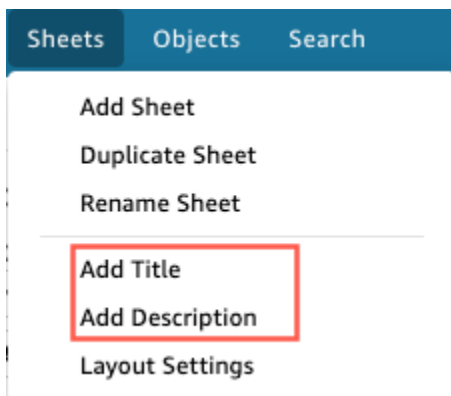 Sheets Objects Search
Add Sheet
Duplicate Sheet
Rename Sheet
Add Title
Add Description
Layout Settings